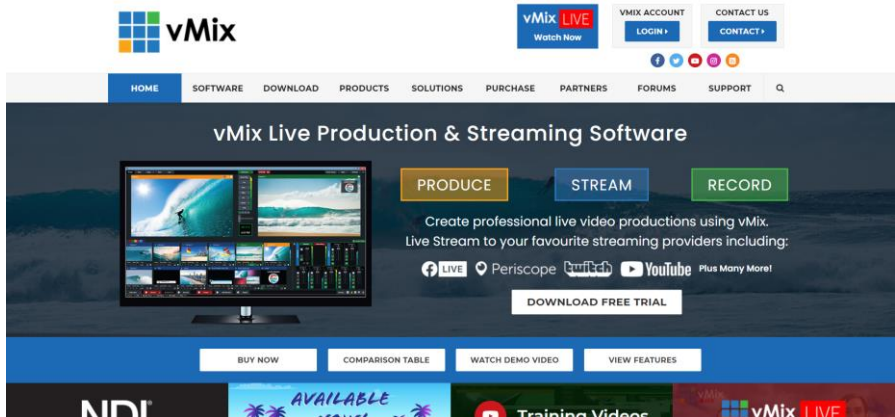 vMix
vMix LIVE
Watch Now
VMIX ACCOUNT
LOGIN
CONTACT US
CONTACT
HOME SOFTWARE DOWNLOAD PRODUCTS SOLUTIONS PURCHASE PARTNERS FORUMS SUPPORT
vMix Live Production & Streaming Software
PRODUCE STREAM RECORD
Create professional live video productions using vMix.
Live Stream to your favourite streaming providers including:
LIVE Periscope twitch YouTube Plus Many More!
DOWNLOAD FREE TRIAL
BUY NOW COMPARISON TABLE WATCH DEMO VIDEO VIEW FEATURES
NDI
AVAILABLE
Training Videos
vMix LIVE